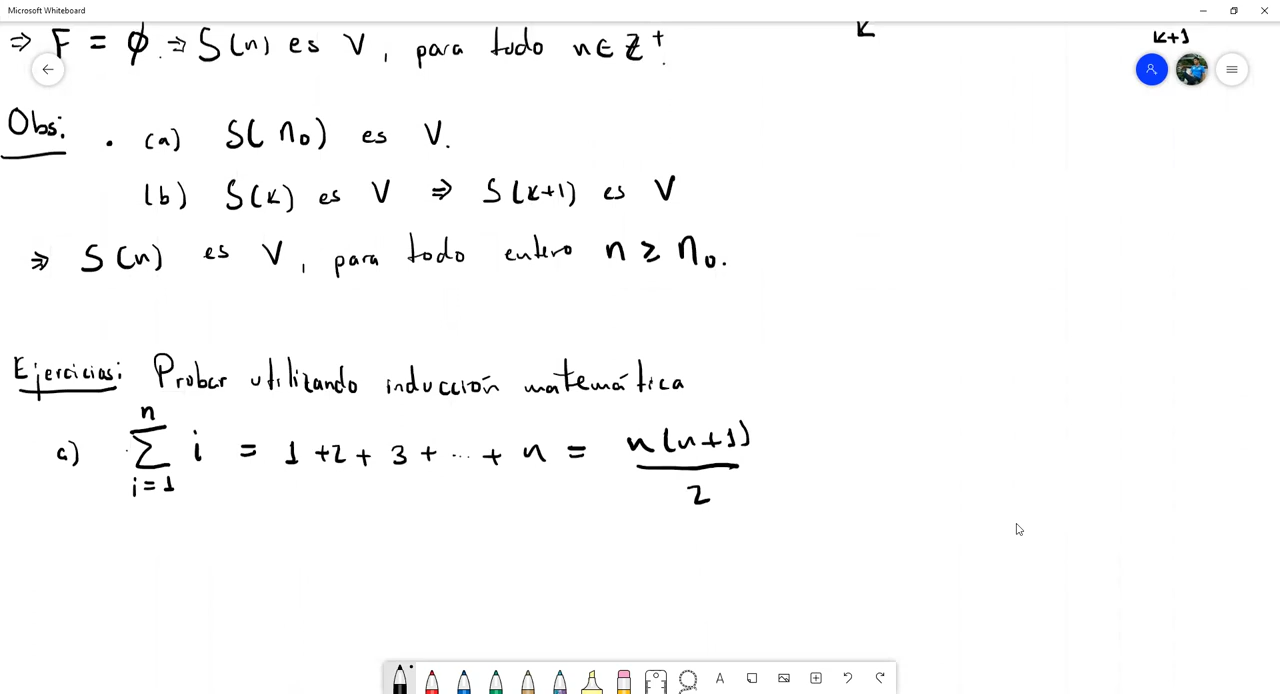 Microsoft Whiteboard
⇒ F = ϕ . ⇒ S(n) es V, para todo n ∈ Z⁺.
k
k+1
Obs: . (a) S(n₀) es V.
(b) S(k) es V ⇒ S(k+1) es V
⇒ S(n) es V, para todo entero n ≥ n₀.
Ejercicios: Probar utilizando inducción matemática
a) ∑_{i=1}^{n} i = 1 + 2 + 3 + ... + n = n(n+1)/2
A